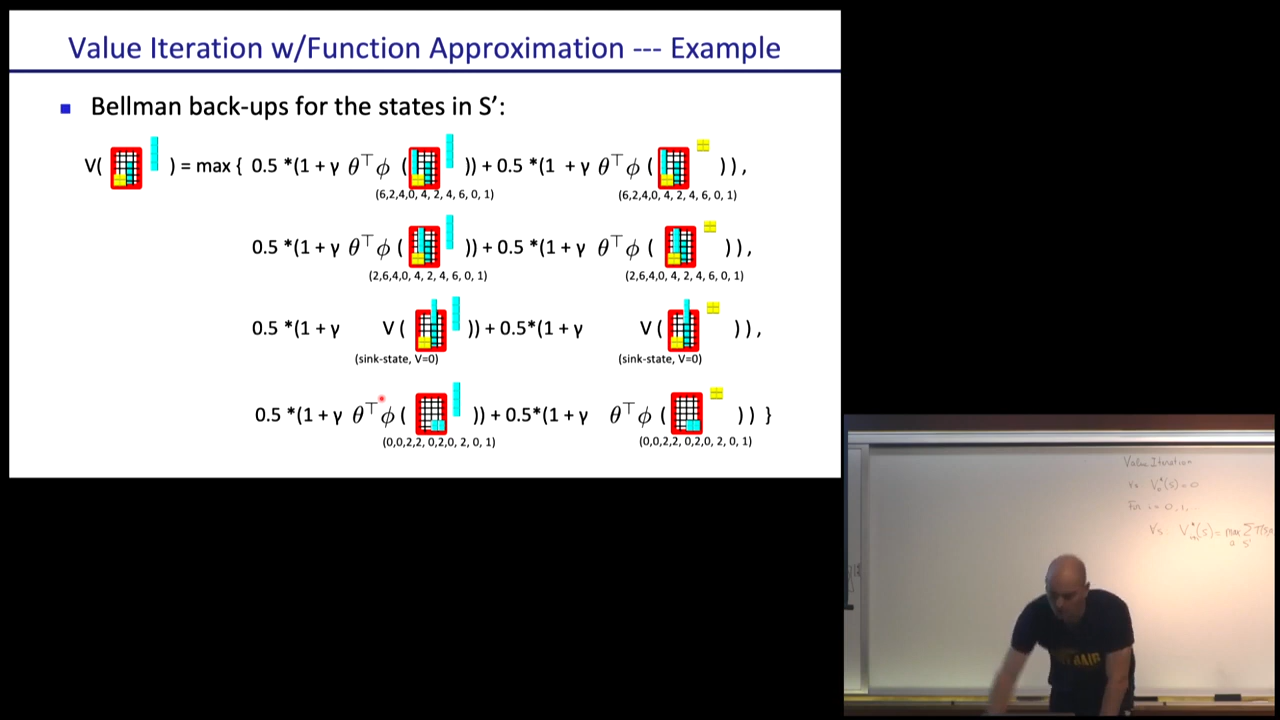 Value Iteration w/Function Approximation --- Example
Bellman back-ups for the states in S’:
V( ) = max { 0.5 *(1 + γ θ⊤ϕ ( )) + 0.5 *(1 + γ θ⊤ϕ ( ) ) ,
(6,2,4,0, 4, 2, 4, 6, 0, 1) (6,2,4,0, 4, 2, 4, 6, 0, 1)
0.5 *(1 + γ θ⊤ϕ ( )) + 0.5 *(1 + γ θ⊤ϕ ( ) ) ,
(2,6,4,0, 4, 2, 4, 6, 0, 1) (2,6,4,0, 4, 2, 4, 6, 0, 1)
0.5 *(1 + γ V ( )) + 0.5*(1 + γ V ( ) ) ,
(sink-state, V=0) (sink-state, V=0)
0.5 *(1 + γ θ⊤ϕ ( )) + 0.5*(1 + γ θ⊤ϕ ( ) ) }
(0,0,2,2, 0,2,0, 2, 0, 1) (0,0,2,2, 0,2,0, 2, 0, 1)
Value Iteration
V₀*(s) = 0
For i = 0,1,